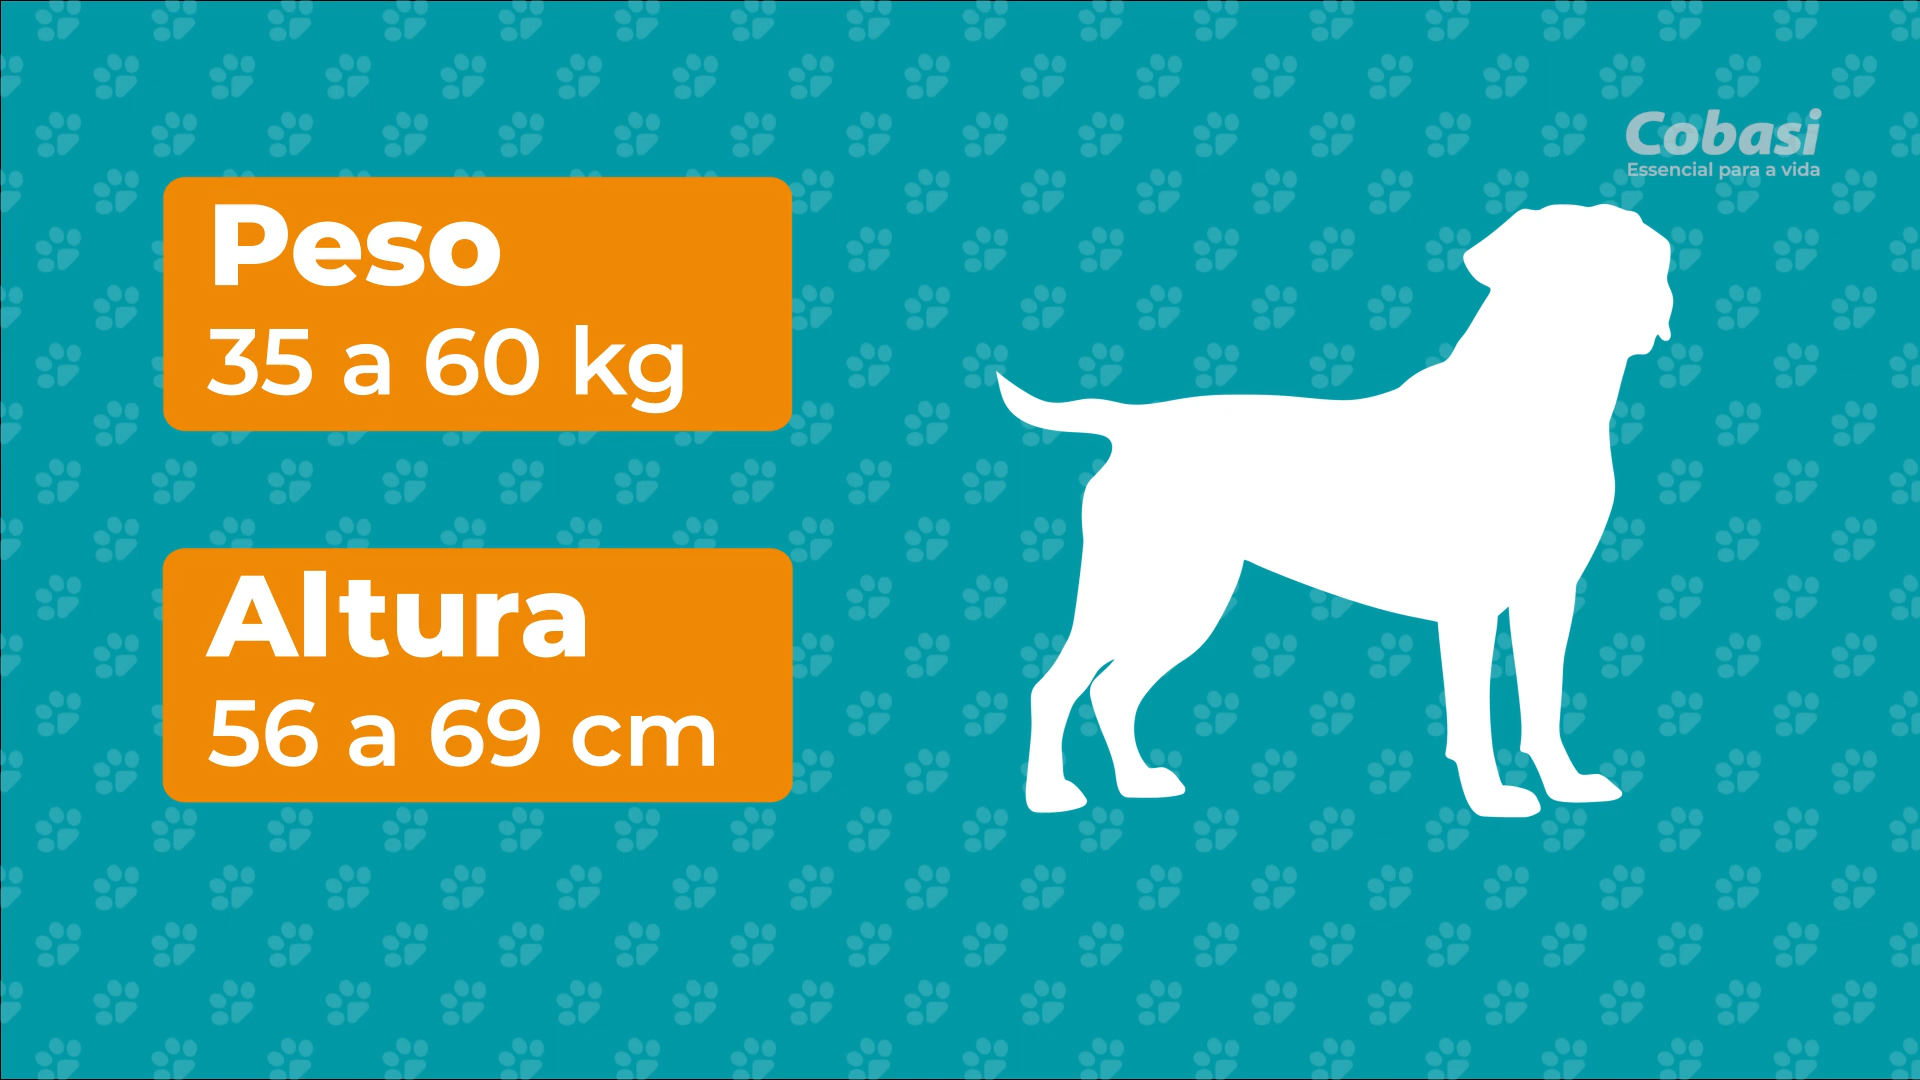 Cobasi
Essencial para a vida
Peso
35 a 60 kg
Altura
56 a 69 cm